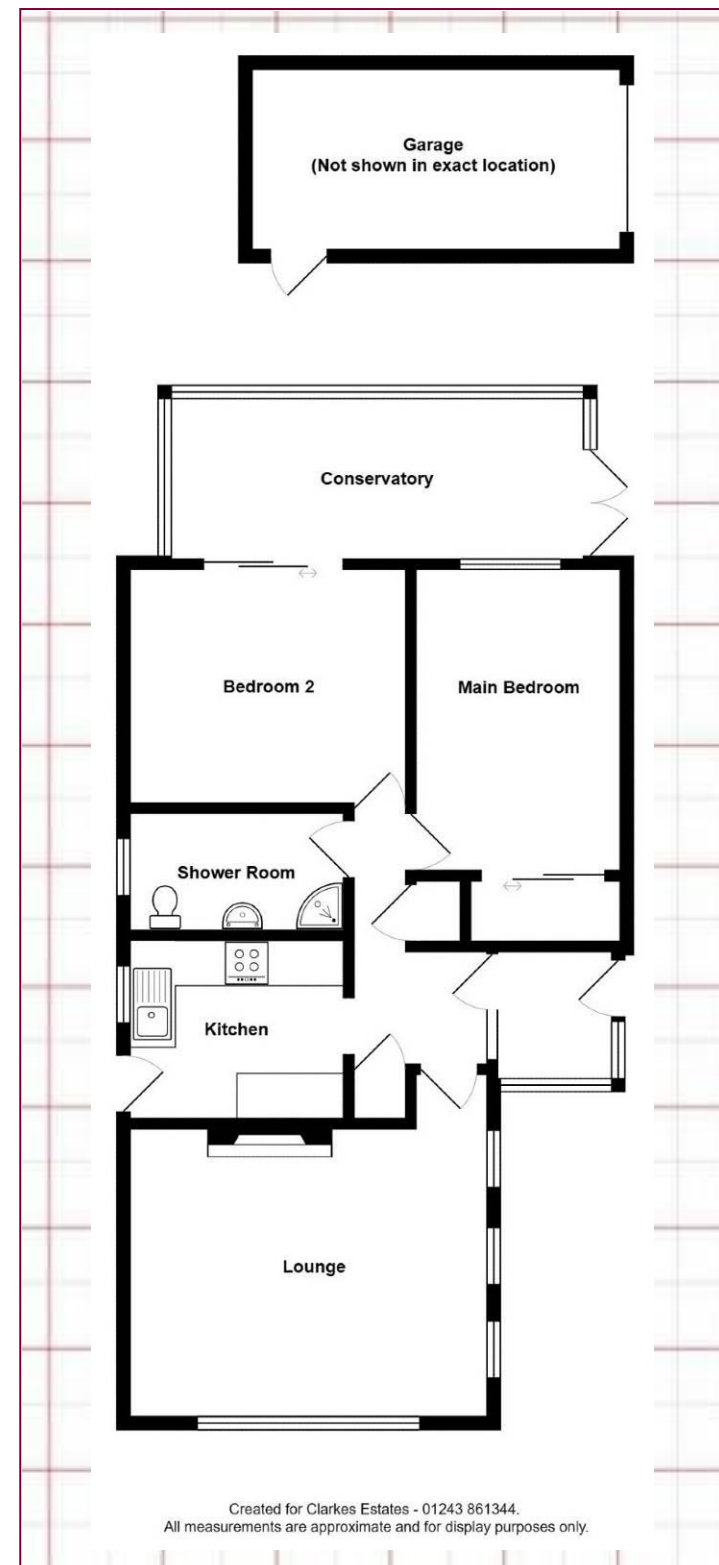 Garage
(Not shown in exact location)
Conservatory
Bedroom 2
Main Bedroom
Shower Room
Kitchen
Lounge
Created for Clarkes Estates - 01243 861344.
All measurements are approximate and for display purposes only.